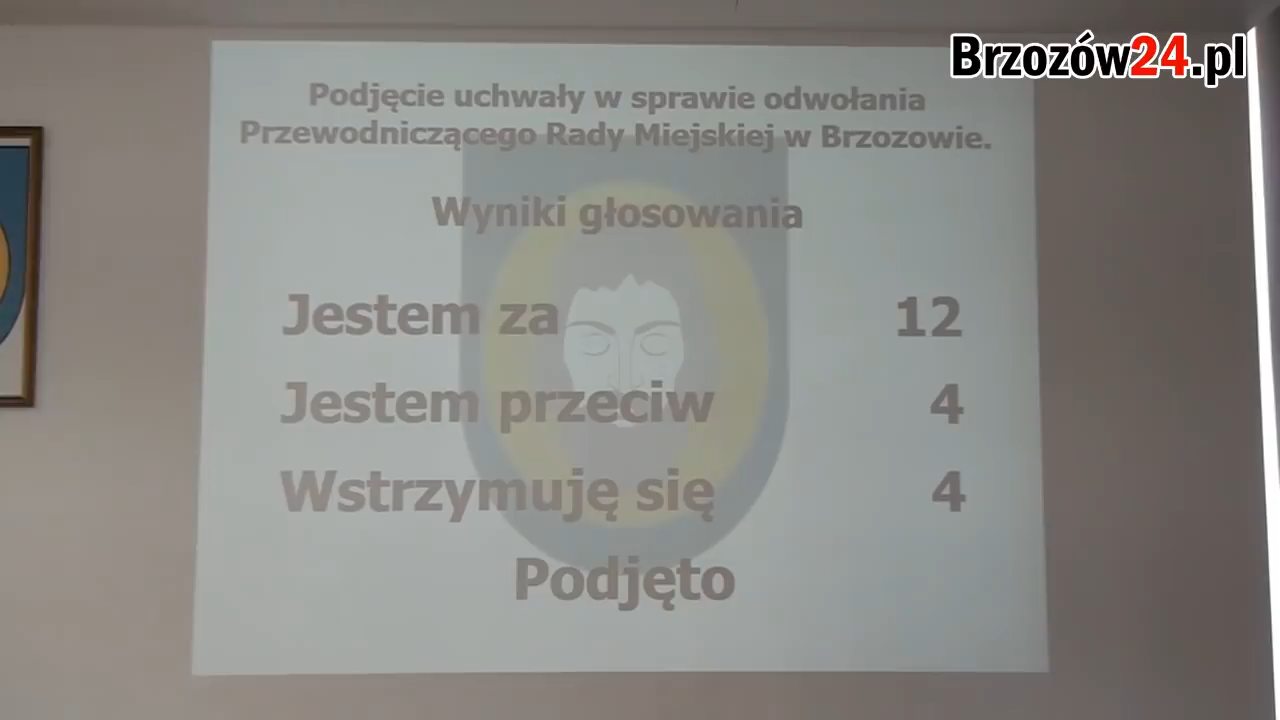 Brzozów24.pl
Podjęcie uchwały w sprawie odwołania
Przewodniczącego Rady Miejskiej w Brzozowie.
Wyniki głosowania
Jestem za 12
Jestem przeciw 4
Wstrzymuję się 4
Podjęto